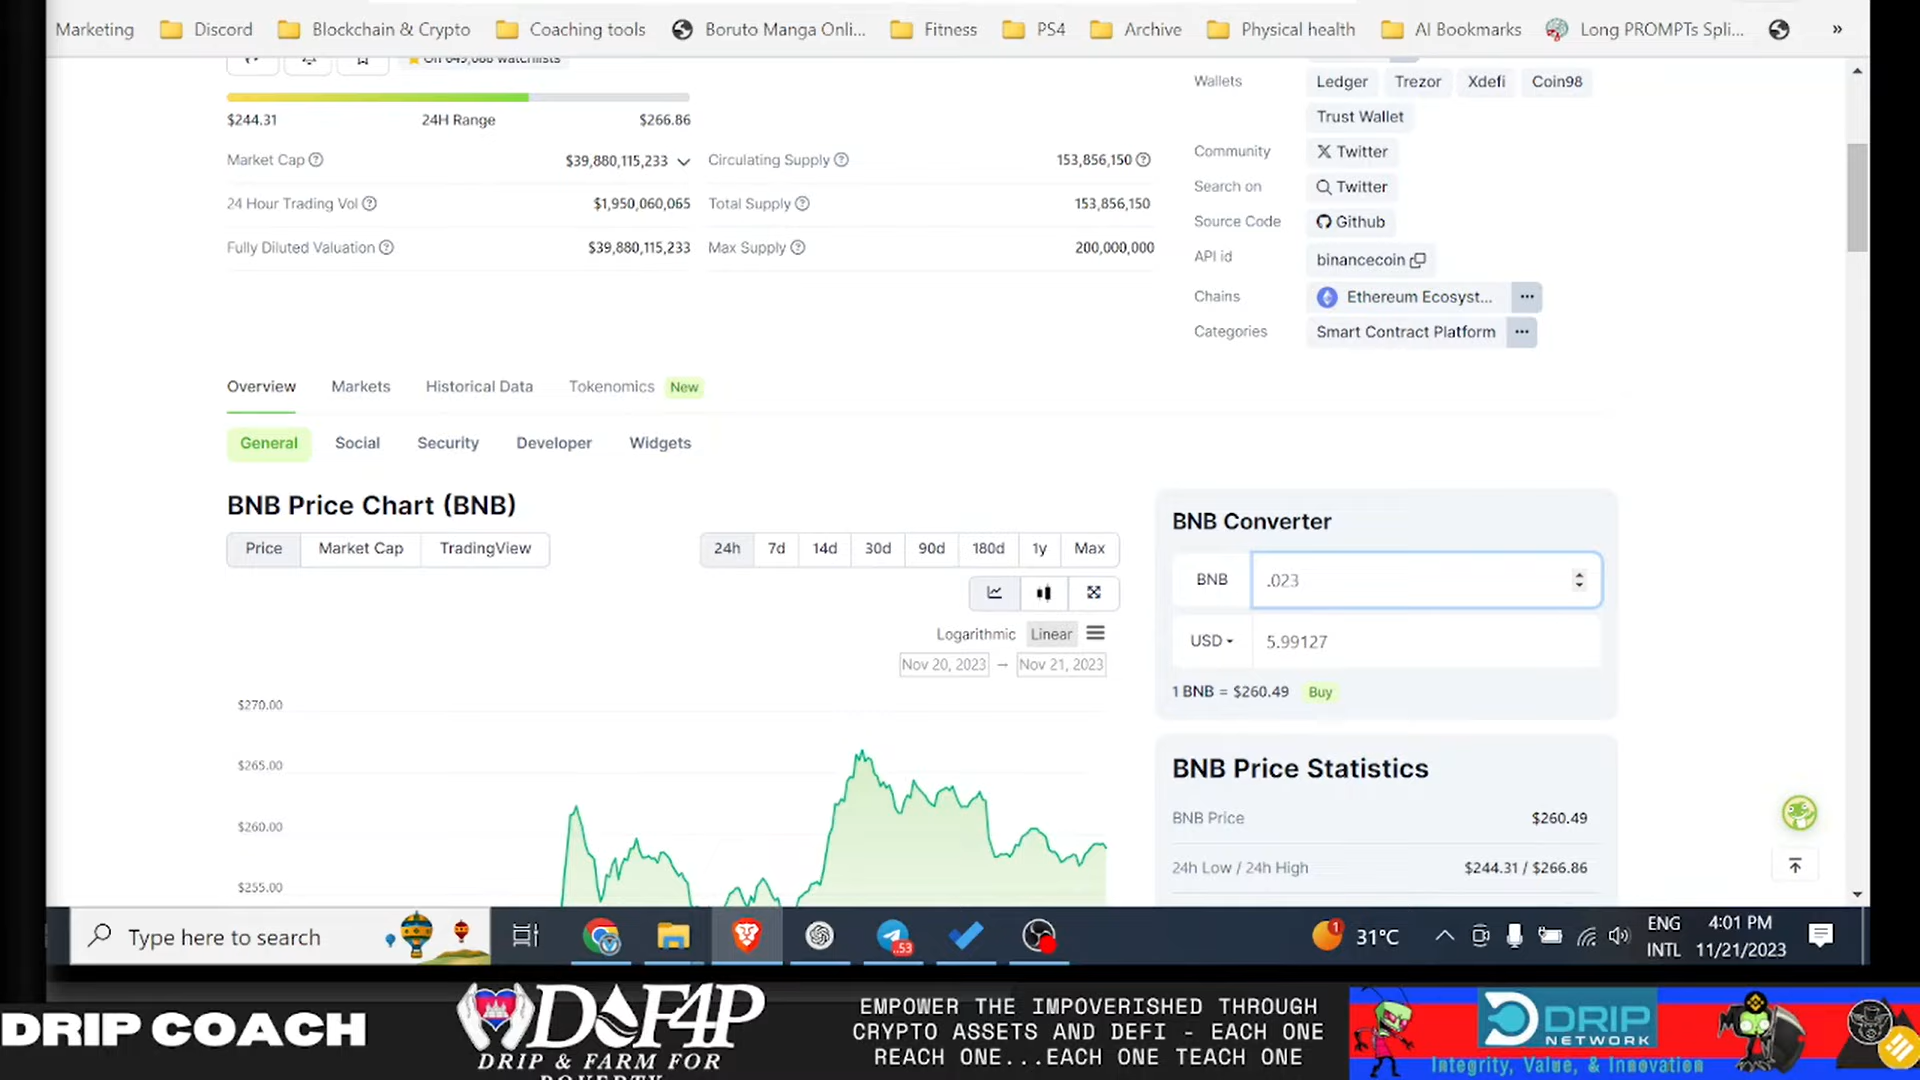 Marketing Discord Blockchain & Crypto Coaching tools Boruto Manga Onli... Fitness PS4 Archive Physical health AI Bookmarks Long PROMPTs Spli... »
On 649,088 watchlists
$244.31 24H Range $266.86
Market Cap $39,880,115,233
Circulating Supply 153,856,150
24 Hour Trading Vol $1,950,060,065
Total Supply 153,856,150
Fully Diluted Valuation $39,880,115,233
Max Supply 200,000,000
Wallets Ledger Trezor Xdefi Coin98
Trust Wallet
Community Twitter
Search on Twitter
Source Code Github
API id binancecoin
Chains Ethereum Ecosyst... ...
Categories Smart Contract Platform ...
Overview Markets Historical Data Tokenomics New
General Social Security Developer Widgets
BNB Price Chart (BNB)
Price Market Cap TradingView
24h 7d 14d 30d 90d 180d 1y Max
Logarithmic Linear
Nov 20, 2023 → Nov 21, 2023
$270.00
$265.00
$260.00
$255.00
BNB Converter
BNB .023
USD 5.99127
1 BNB = $260.49 Buy
BNB Price Statistics
BNB Price $260.49
24h Low / 24h High $244.31 / $266.86
Type here to search
.53
1
31°C
ENG
INTL
4:01 PM
11/21/2023
DRIP COACH
DF4P
DRIP & FARM FOR
POVERTY
EMPOWER THE IMPOVERISHED THROUGH
CRYPTO ASSETS AND DEFI - EACH ONE
REACH ONE...EACH ONE TEACH ONE
DRIP
NETWORK
Integrity, Value, & Innovation